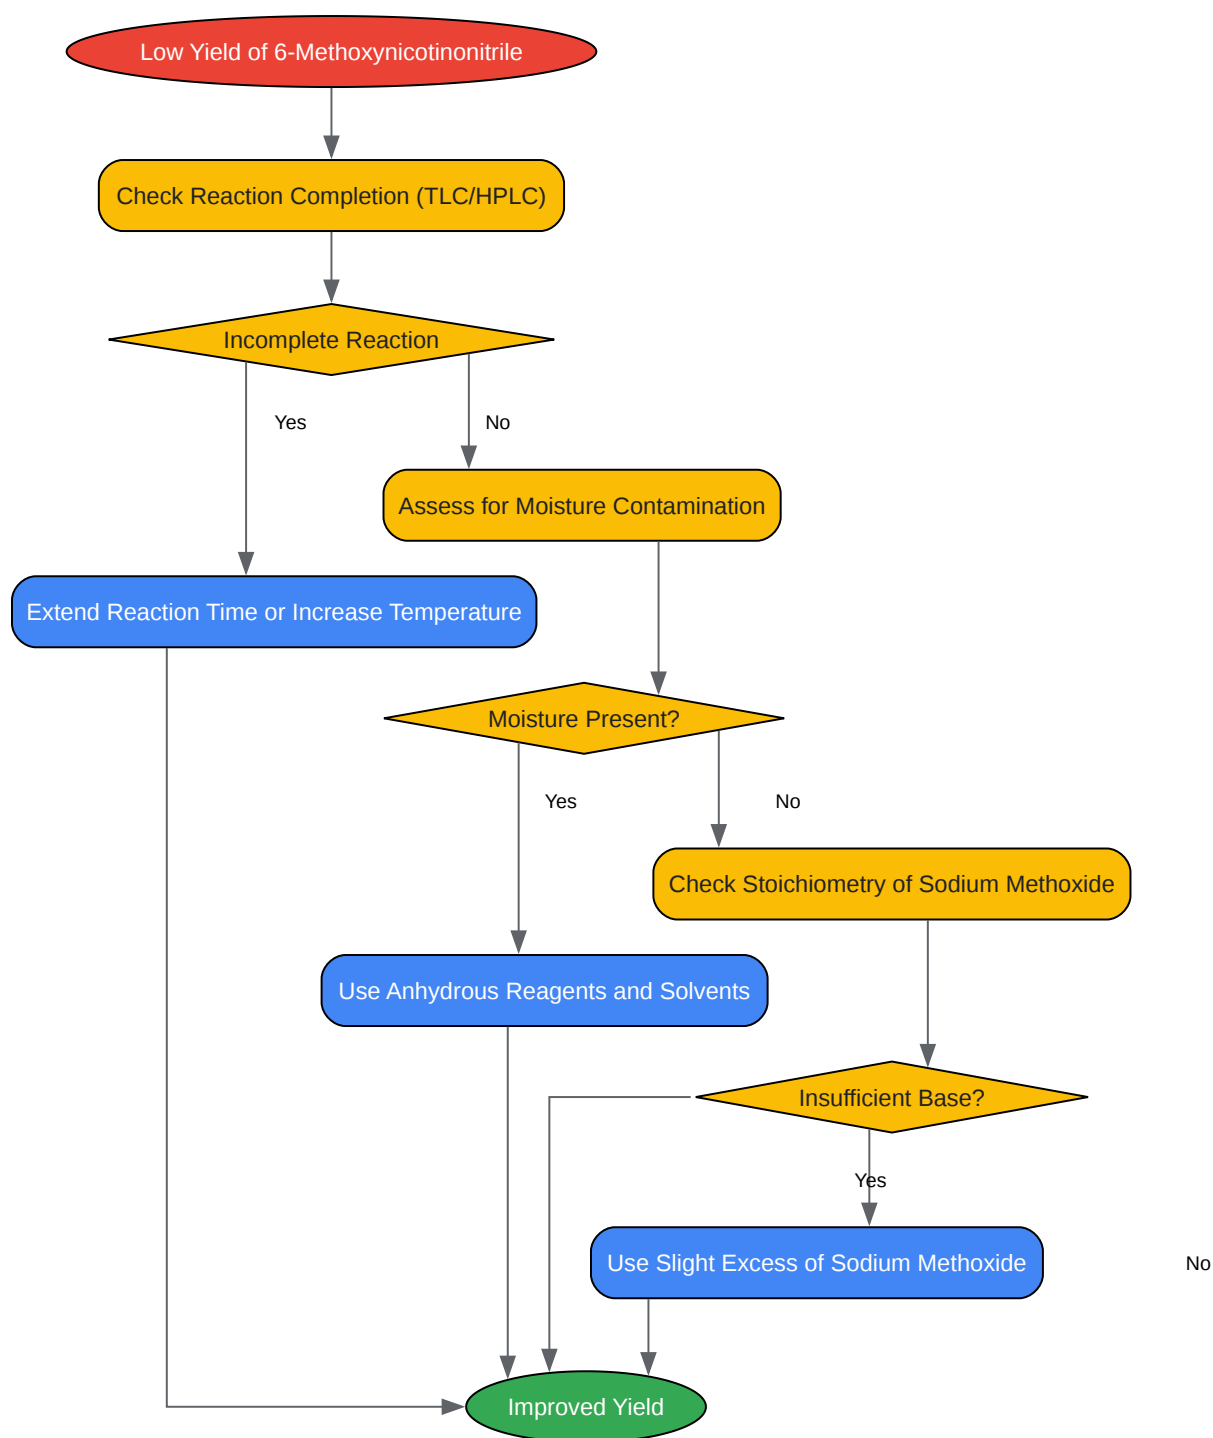 Low Yield of 6-Methoxynicotinonitrile
Check Reaction Completion (TLC/HPLC)
Incomplete Reaction
Yes
No
Assess for Moisture Contamination
Extend Reaction Time or Increase Temperature
Moisture Present?
Yes
No
Check Stoichiometry of Sodium Methoxide
Use Anhydrous Reagents and Solvents
Insufficient Base?
Yes
Use Slight Excess of Sodium Methoxide
No
Improved Yield